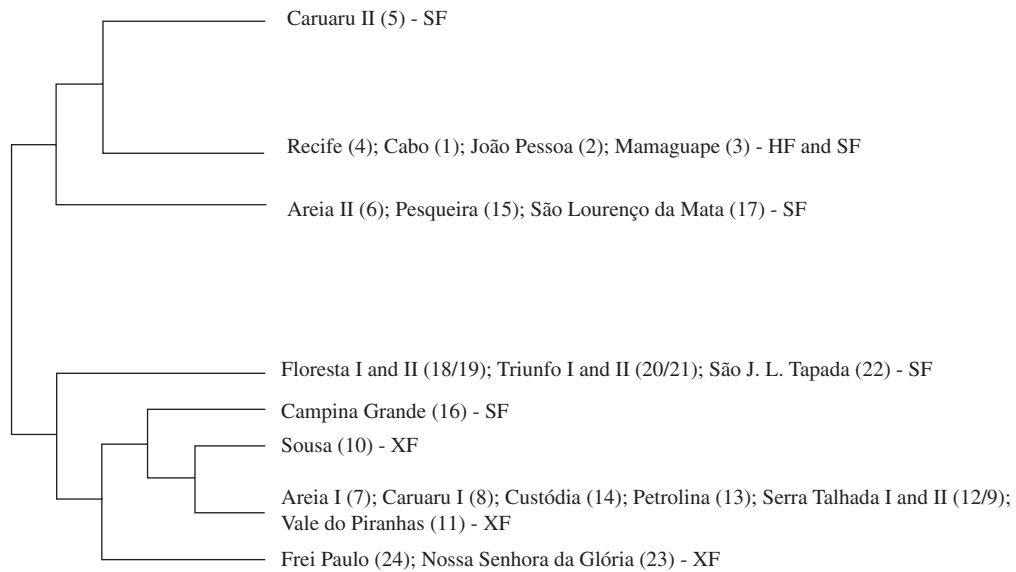 Caruaru II (5) - SF
Recife (4); Cabo (1); João Pessoa (2); Mamaguape (3) - HF and SF
Areia II (6); Pesqueira (15); São Lourenço da Mata (17) - SF
Floresta I and II (18/19); Triunfo I and II (20/21); São J. L. Tapada (22) - SF
Campina Grande (16) - SF
Sousa (10) - XF
Areia I (7); Caruaru I (8); Custódia (14); Petrolina (13); Serra Talhada I and II (12/9);
Vale do Piranhas (11) - XF
Frei Paulo (24); Nossa Senhora da Glória (23) - XF